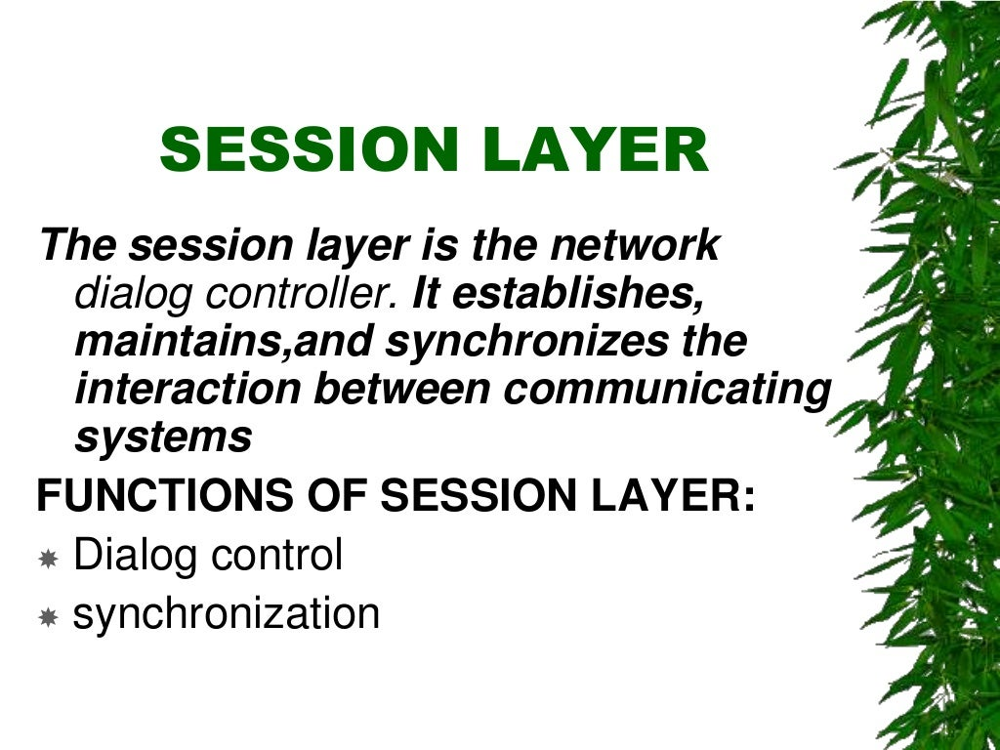 SESSION LAYER
The session layer is the network
dialog controller. It establishes,
maintains,and synchronizes the
interaction between communicating
systems
FUNCTIONS OF SESSION LAYER:
Dialog control
synchronization